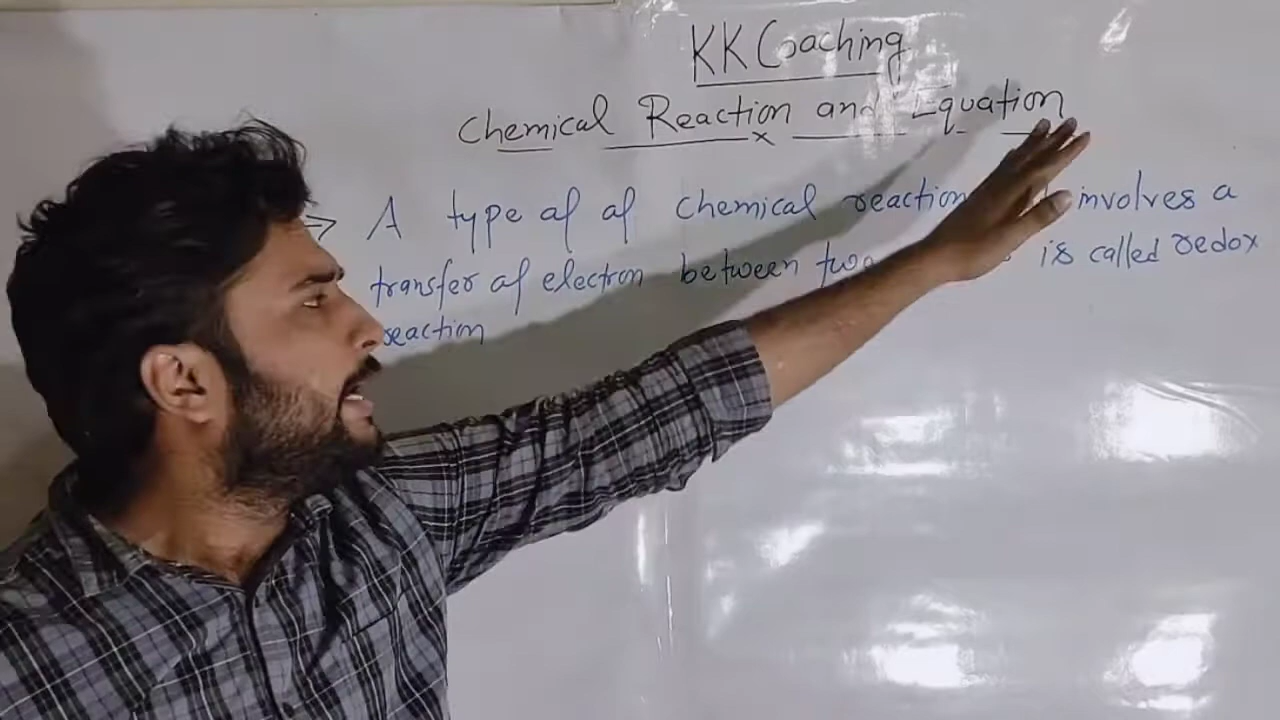 KK Coaching
Chemical Reaction and Equation
→ A type of of chemical reaction involves a
transfer of electron between two is called redox
reaction